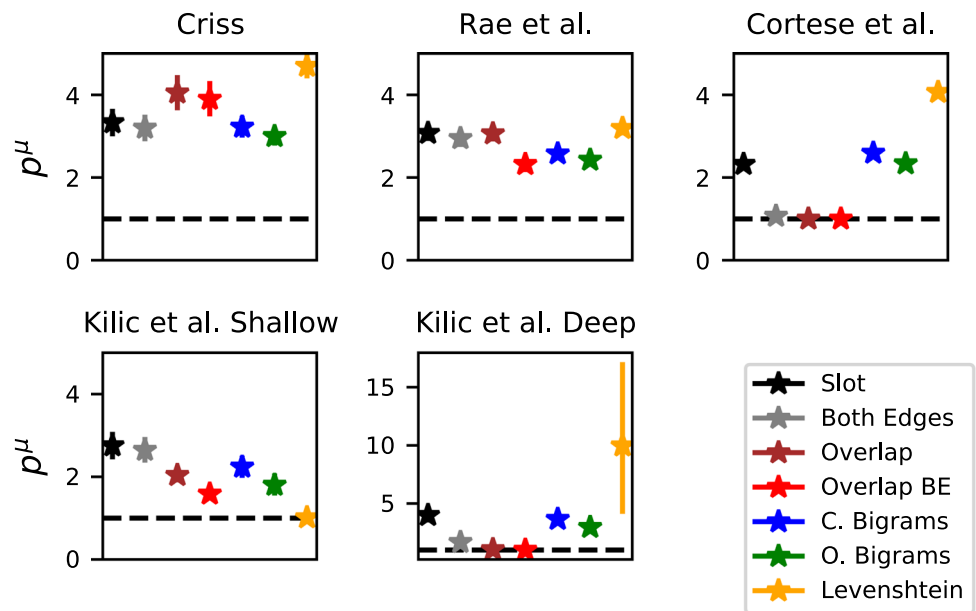 Criss
Rae et al.
Cortese et al.
p^μ
4
2
0
4
2
0
4
2
0
Kilic et al. Shallow
Kilic et al. Deep
p^μ
4
2
0
15
10
5
Slot
Both Edges
Overlap
Overlap BE
C. Bigrams
O. Bigrams
Levenshtein